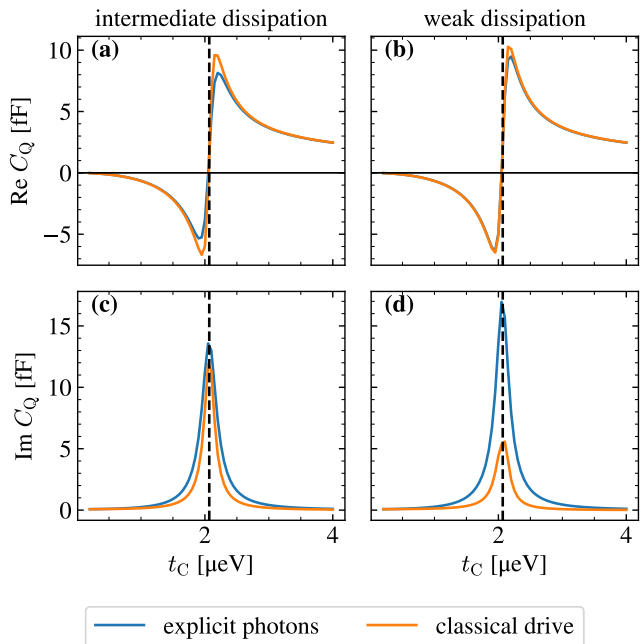 intermediate dissipation weak dissipation
(a) (b)
Re C_Q [fF]
10
5
0
−5
(c) (d)
Im C_Q [fF]
15
10
5
0
2 4 2 4
t_C [μeV] t_C [μeV]
explicit photons classical drive